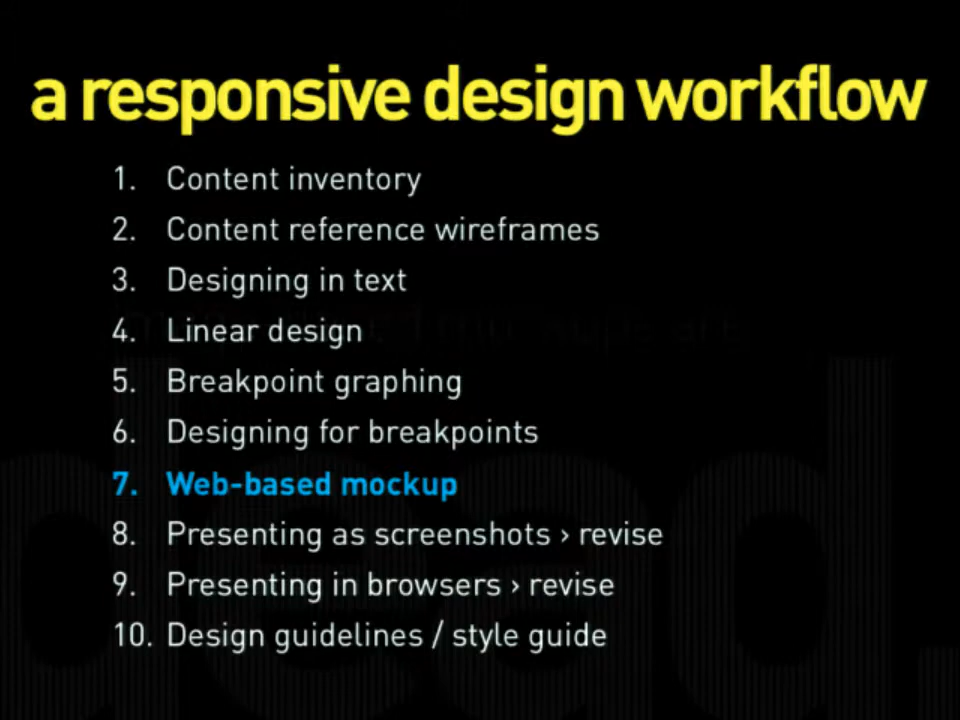 a responsive design workflow
1. Content inventory
2. Content reference wireframes
3. Designing in text
4. Linear design
5. Breakpoint graphing
6. Designing for breakpoints
7. Web-based mockup
8. Presenting as screenshots › revise
9. Presenting in browsers › revise
10. Design guidelines / style guide
dead.